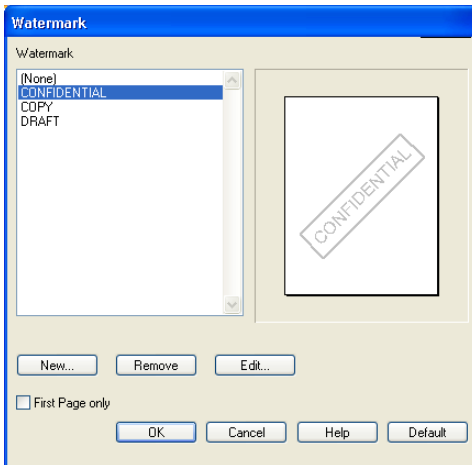 Watermark
Watermark
(None)
CONFIDENTIAL
COPY
DRAFT
CONFIDENTIAL
New... Remove Edit...
First Page only
OK Cancel Help Default